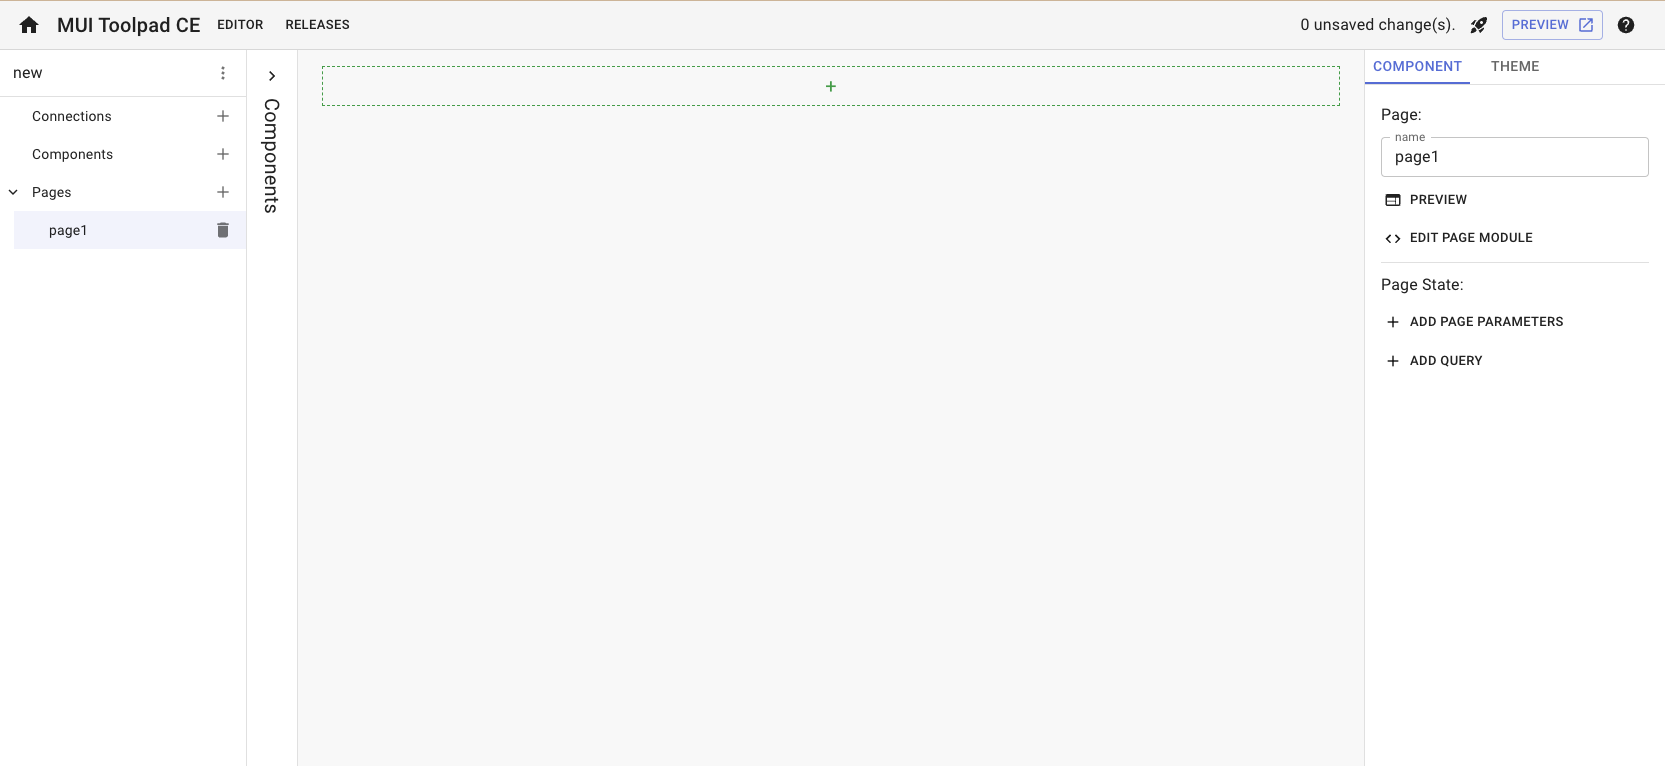 MUI Toolpad CE EDITOR RELEASES 0 unsaved change(s). PREVIEW
new
Connections
Components
Pages
page1
Components
COMPONENT THEME
Page:
name
page1
PREVIEW
EDIT PAGE MODULE
Page State:
ADD PAGE PARAMETERS
ADD QUERY